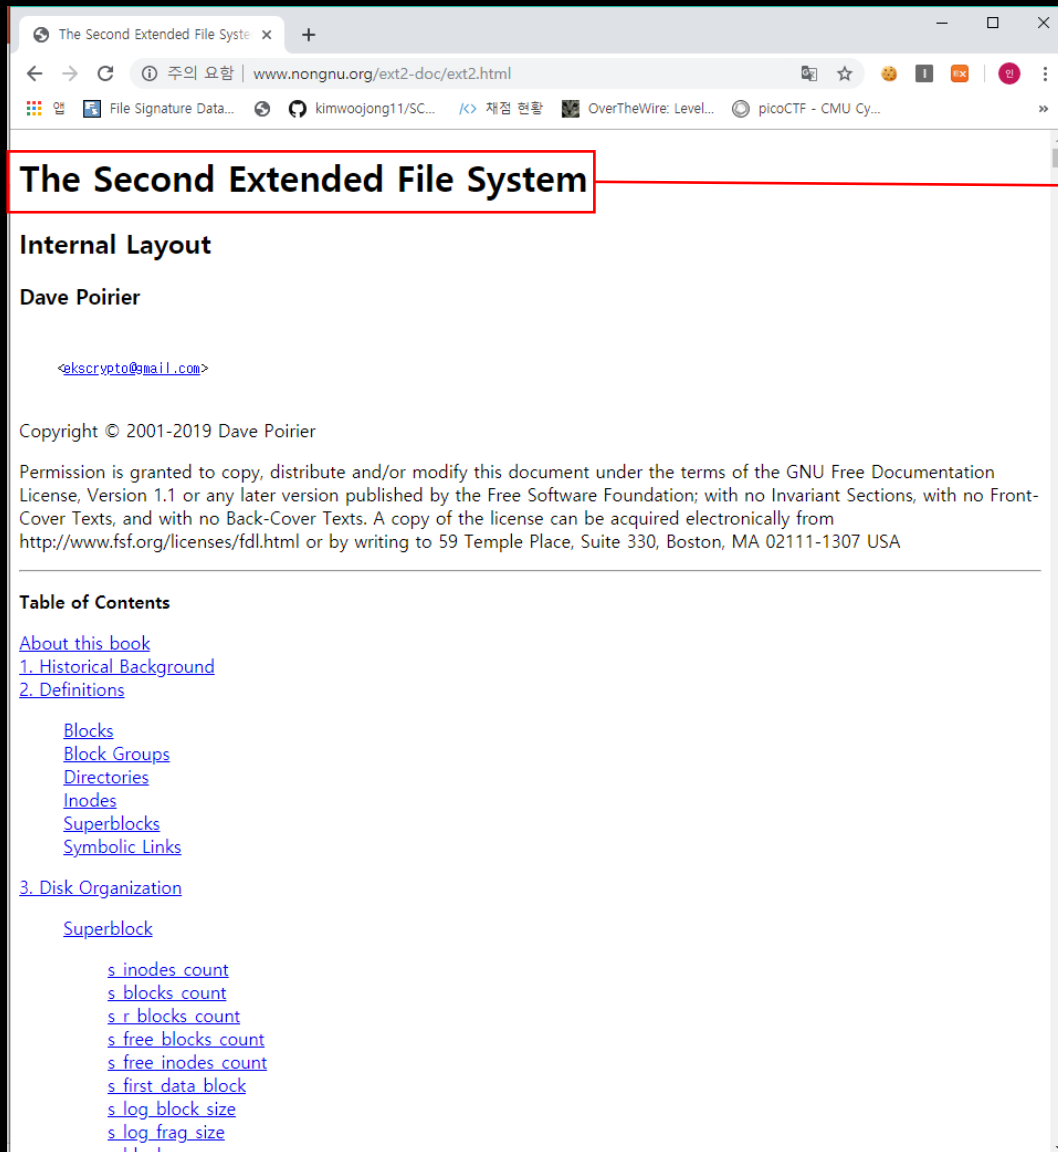 The Second Extended File Syste
www.nongnu.org/ext2-doc/ext2.html
주의 요함
앱
File Signature Data...
kimwoojong11/SC...
채점 현황
OverTheWire: Level...
picoCTF - CMU Cy...
인
The Second Extended File System
Internal Layout
Dave Poirier
<ekscrypto@gmail.com>
Copyright © 2001-2019 Dave Poirier
Permission is granted to copy, distribute and/or modify this document under the terms of the GNU Free Documentation
License, Version 1.1 or any later version published by the Free Software Foundation; with no Invariant Sections, with no Front-
Cover Texts, and with no Back-Cover Texts. A copy of the license can be acquired electronically from
http://www.fsf.org/licenses/fdl.html or by writing to 59 Temple Place, Suite 330, Boston, MA 02111-1307 USA
Table of Contents
About this book
1. Historical Background
2. Definitions
Blocks
Block Groups
Directories
Inodes
Superblocks
Symbolic Links
3. Disk Organization
Superblock
s_inodes_count
s_blocks_count
s_r_blocks_count
s_free_blocks_count
s_free_inodes_count
s_first_data_block
s_log_block_size
s_log_frag_size